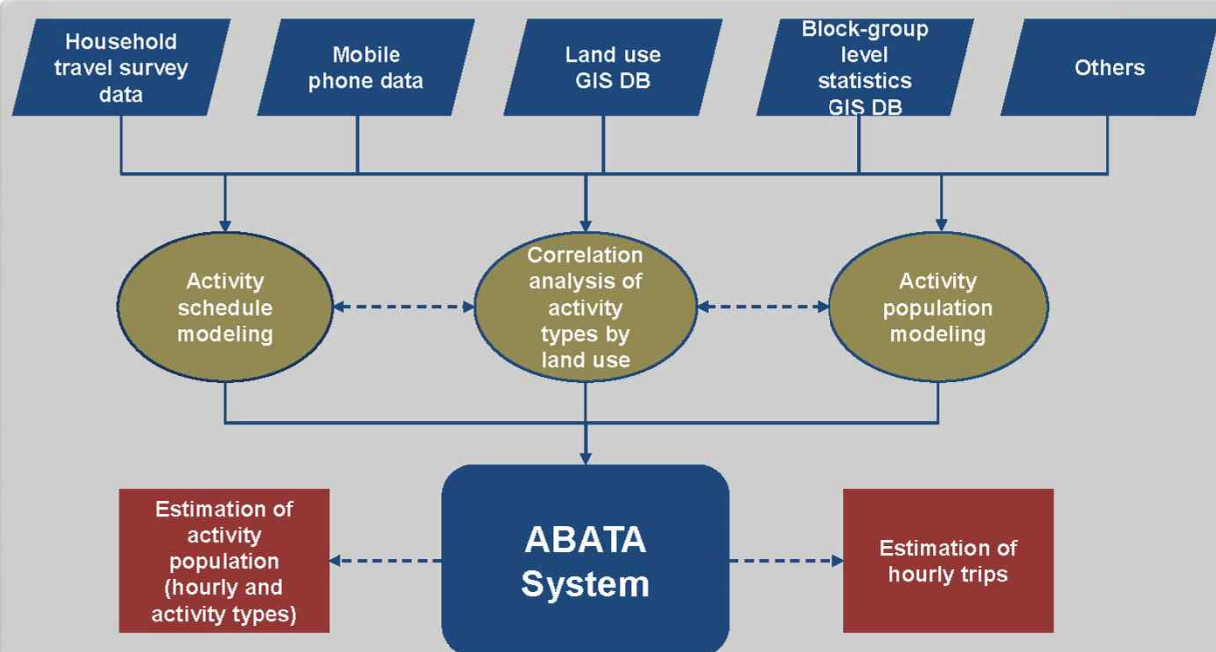 Household
travel survey
data
Mobile
phone data
Land use
GIS DB
Block-group
level
statistics
GIS DB
Others
Activity
schedule
modeling
Correlation
analysis of
activity
types by
land use
Activity
population
modeling
Estimation of
activity
population
(hourly and
activity types)
ABATA
System
Estimation of
hourly trips